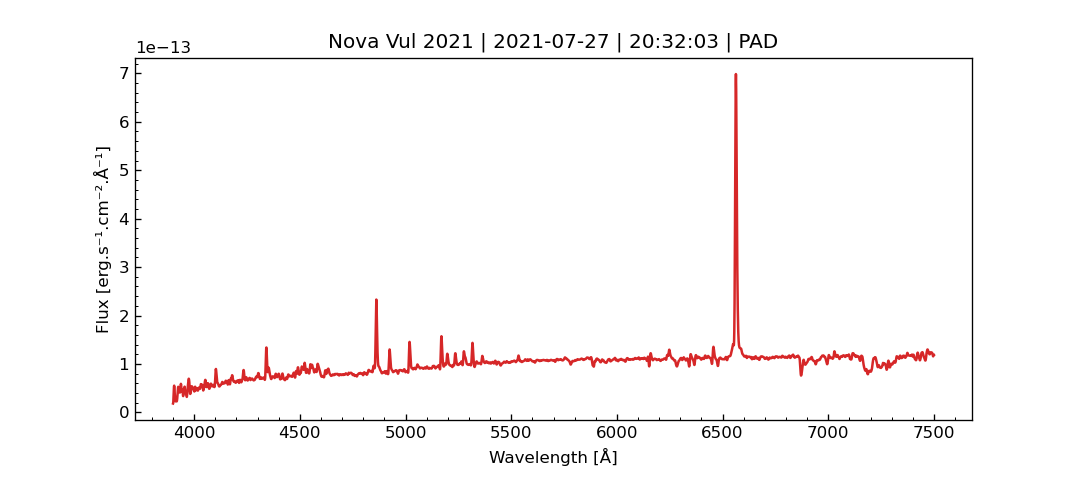 Nova Vul 2021 | 2021-07-27 | 20:32:03 | PAD
1e−13
7
6
5
4
3
2
1
0
Flux [erg.s⁻¹.cm⁻².Å⁻¹]
4000 4500 5000 5500 6000 6500 7000 7500
Wavelength [Å]